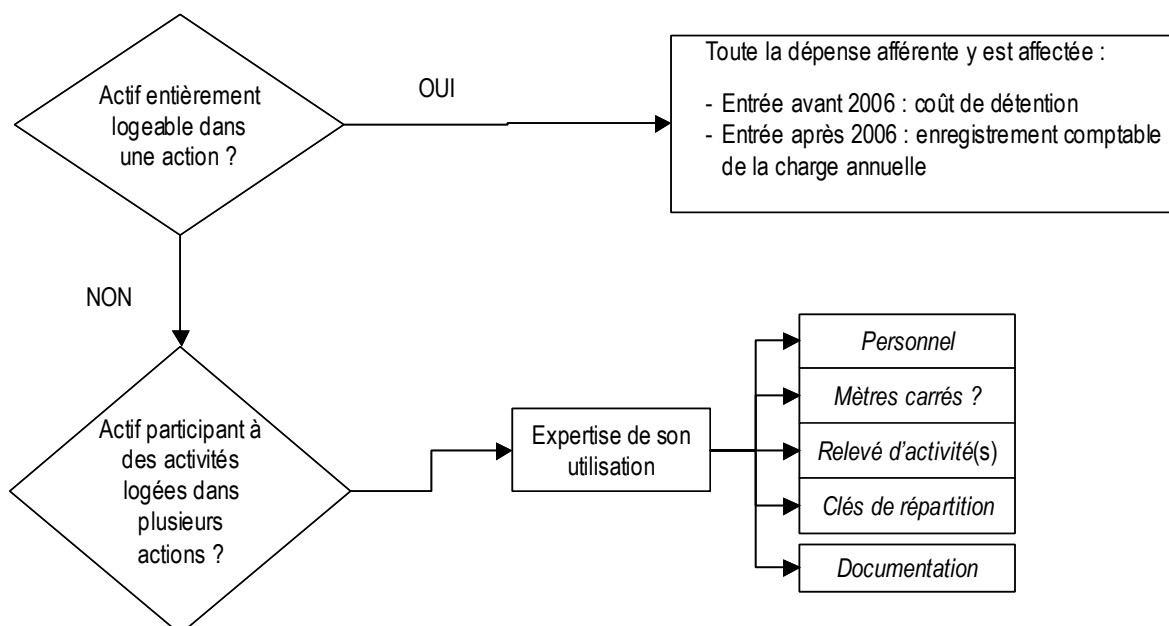 Actif entièrement
logeable dans
une action ?
OUI
Toute la dépense afférente y est affectée :
- Entrée avant 2006 : coût de détention
- Entrée après 2006 : enregistrement comptable
de la charge annuelle
NON
Actif participant à
des activités
logées dans
plusieurs
actions ?
Expertise de son
utilisation
Personnel
Mètres carrés ?
Relevé d’activité(s)
Clés de répartition
Documentation